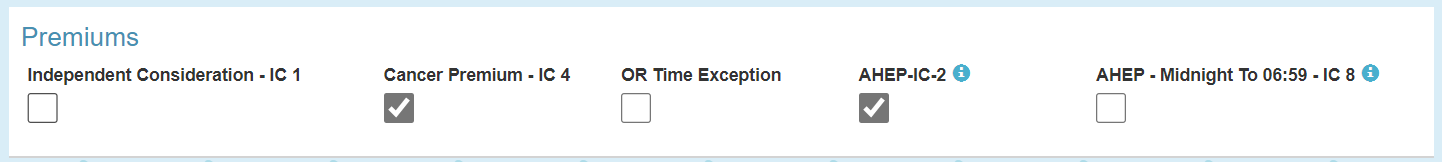 Premiums
Independent Consideration - IC 1 Cancer Premium - IC 4 OR Time Exception AHEP-IC-2 AHEP - Midnight To 06:59 - IC 8